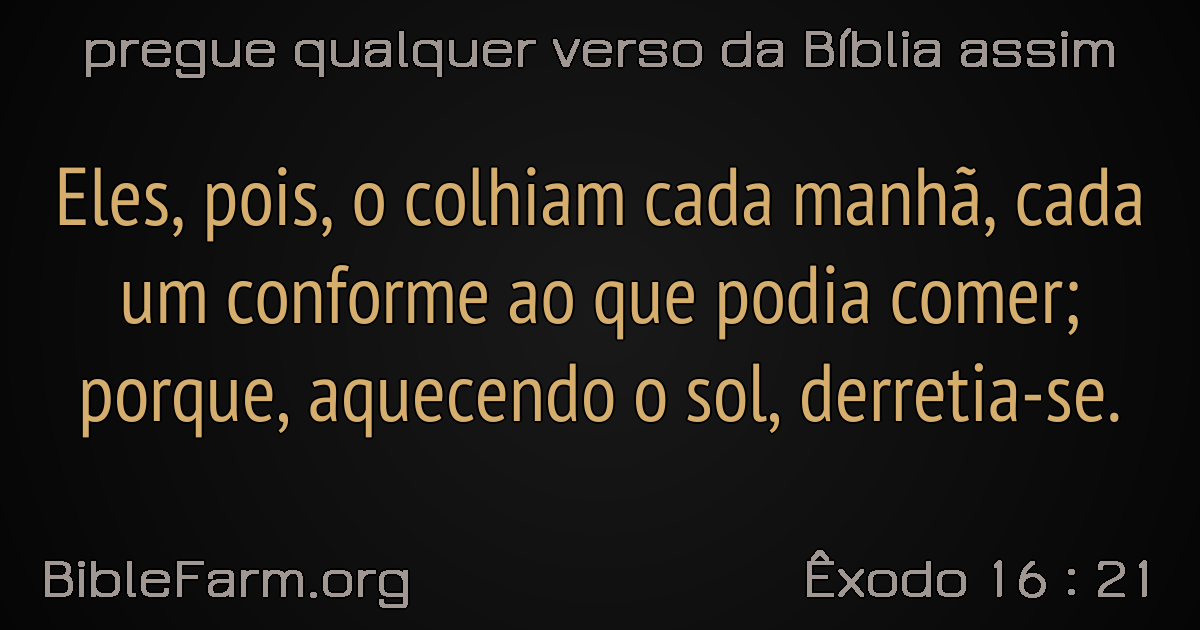 pregue qualquer verso da Bíblia assim
Eles, pois, o colhiam cada manhã, cada
um conforme ao que podia comer;
porque, aquecendo o sol, derretia-se.
BibleFarm.org
Êxodo 16 : 21